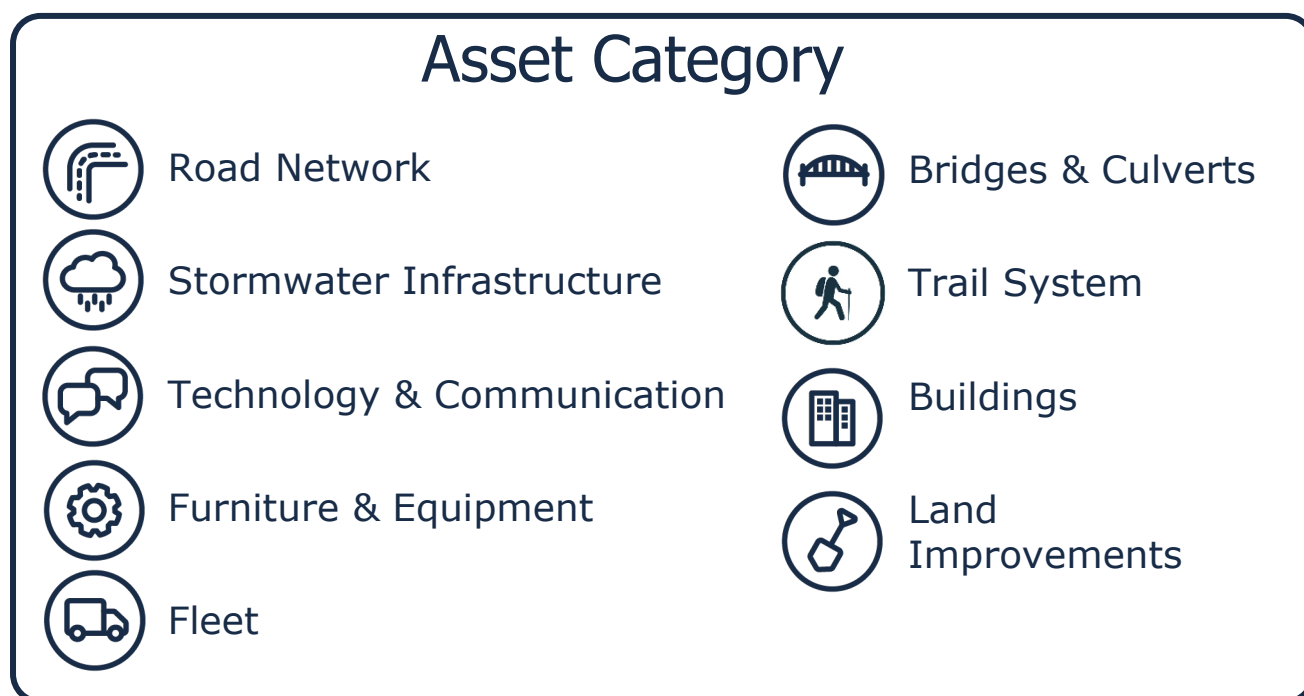 Asset Category
Road Network
Stormwater Infrastructure
Technology & Communication
Furniture & Equipment
Fleet
Bridges & Culverts
Trail System
Buildings
Land
Improvements